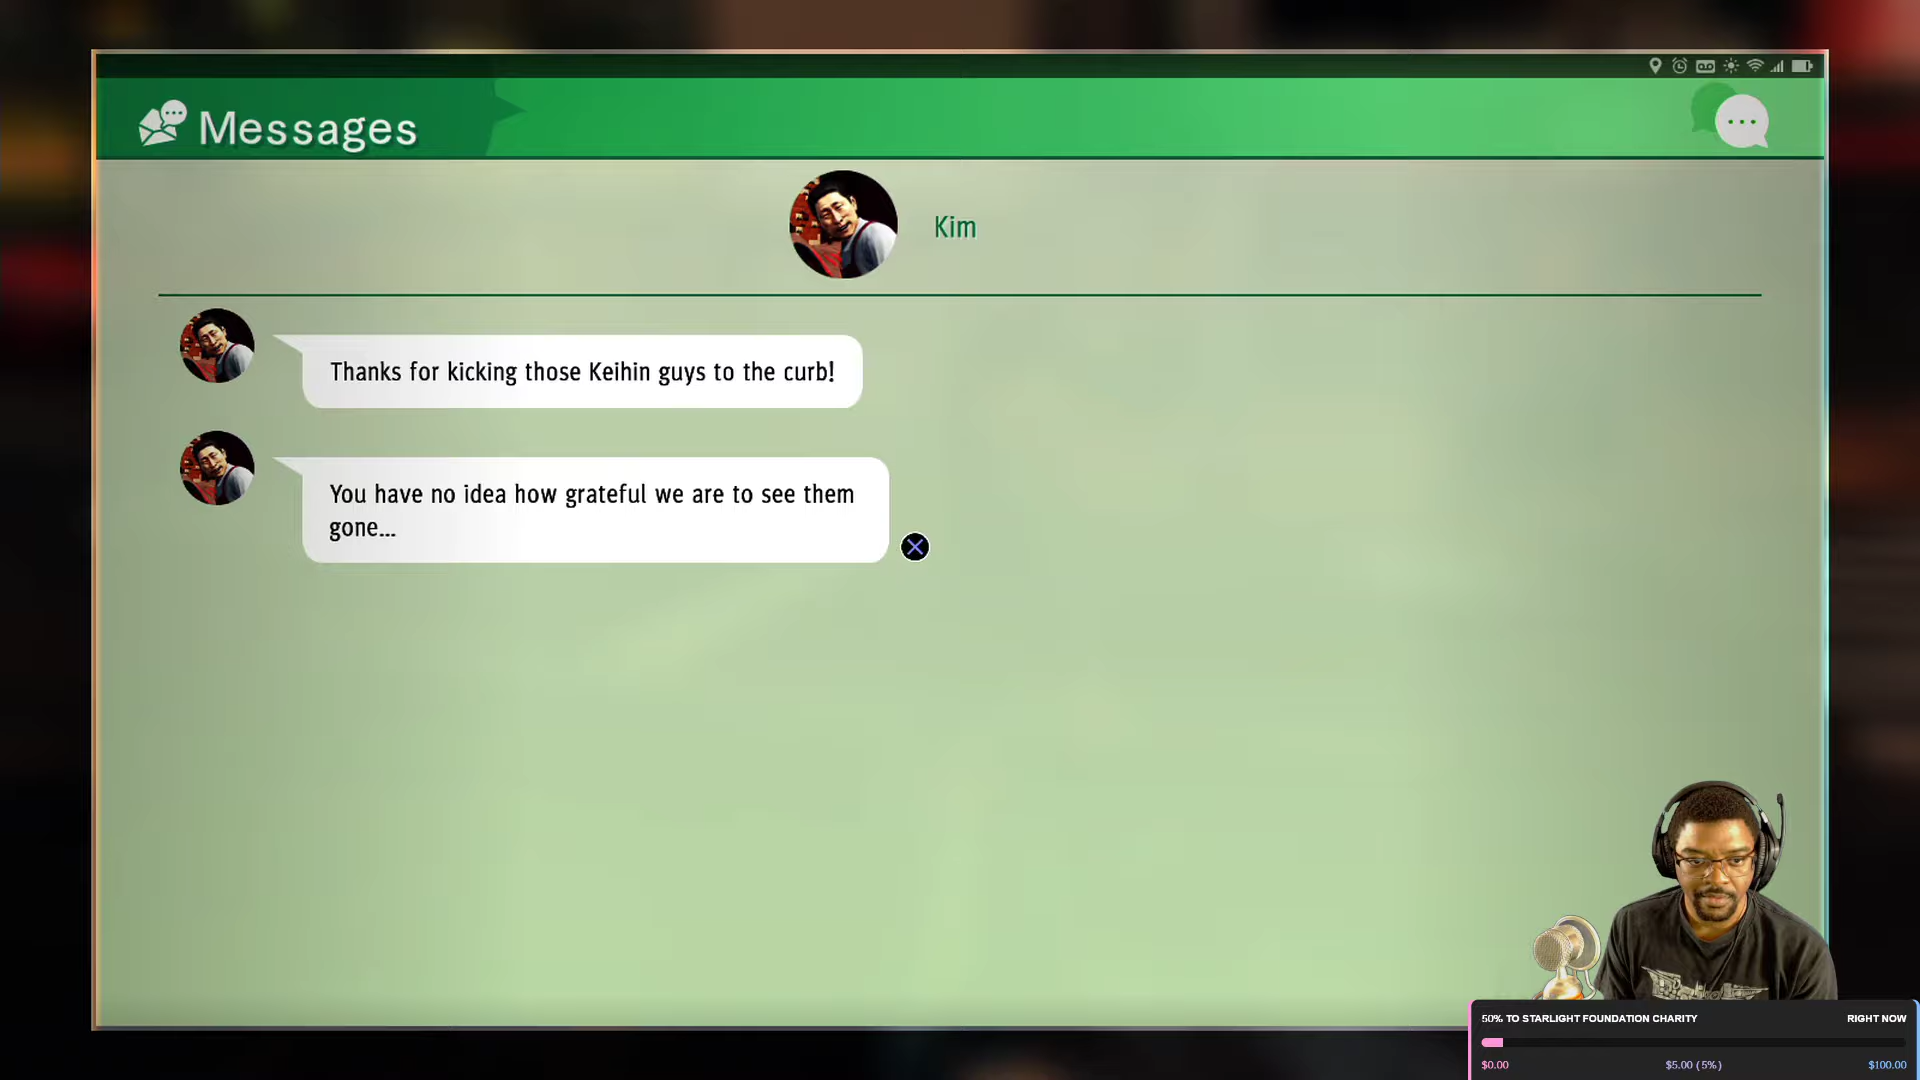 Messages
Kim
Thanks for kicking those Keihin guys to the curb!
You have no idea how grateful we are to see them
gone...
50% TO STARLIGHT FOUNDATION CHARITY
RIGHT NOW
$0.00
$5.00 (5%)
$100.00